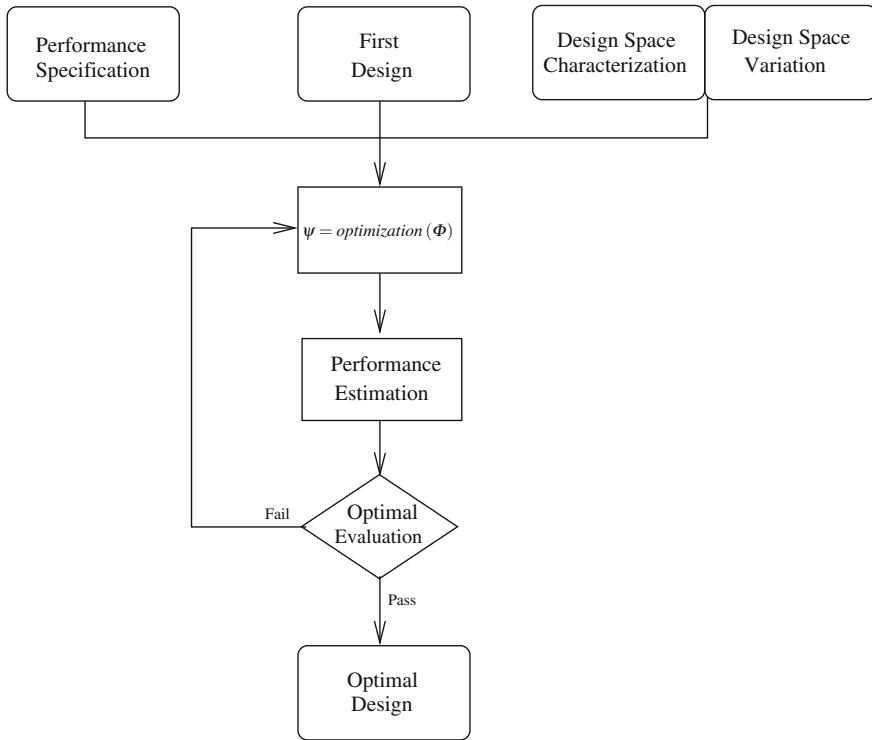 Performance
Specification
First
Design
Design Space
Characterization
Design Space
Variation
ψ = optimization (Φ)
Performance
Estimation
Optimal
Evaluation
Fail
Pass
Optimal
Design